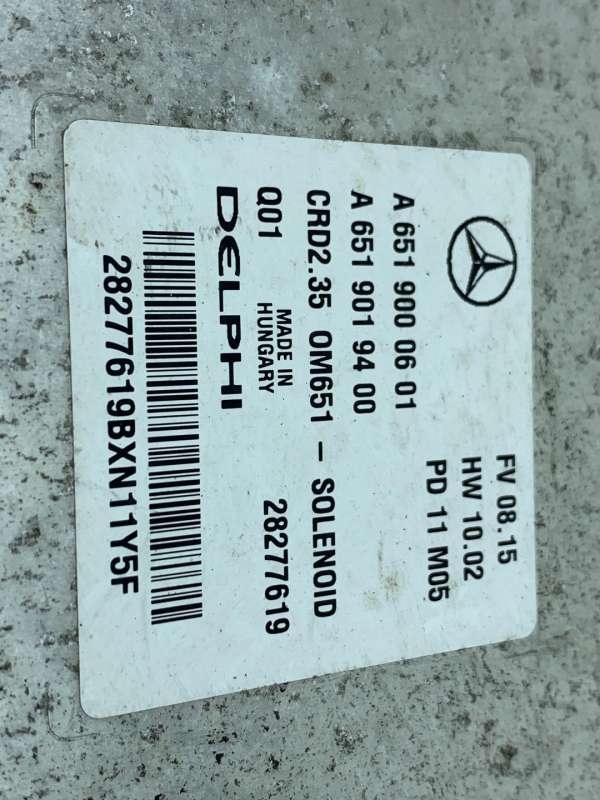 A 651 900 06 01
A 651 901 94 00
FV 08.15
HW 10.02
PD 11 M05
CRD2.35 OM651 – SOLENOID
Q01
MADE IN
HUNGARY
28277619
DELPHI
28277619BXN11Y5F